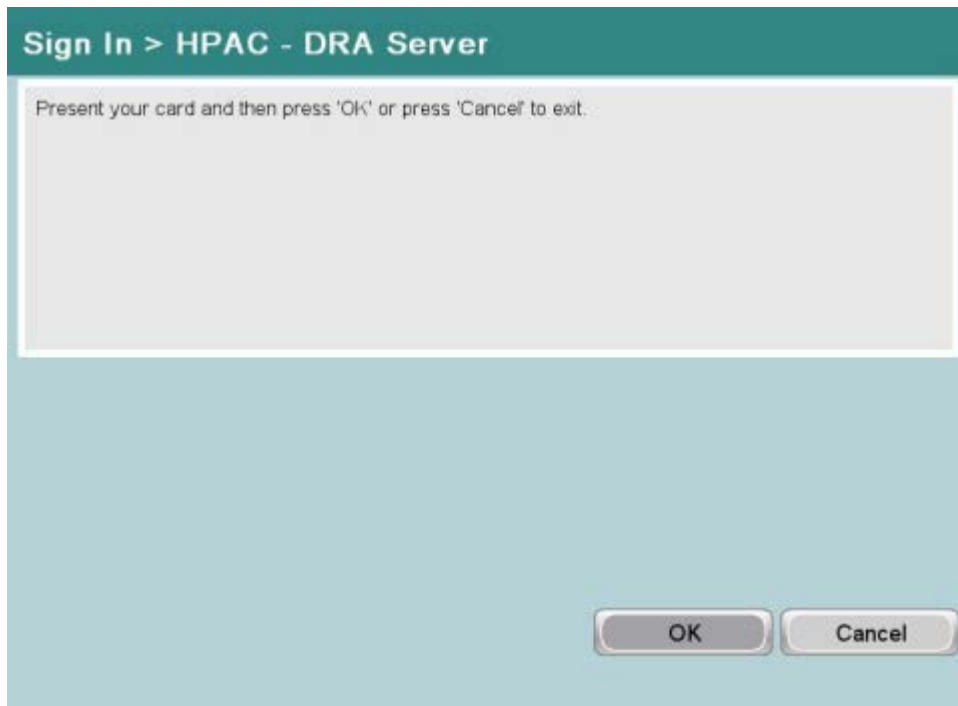 Sign In > HPAC - DRA Server
Present your card and then press 'OK' or press 'Cancel' to exit.
OK
Cancel